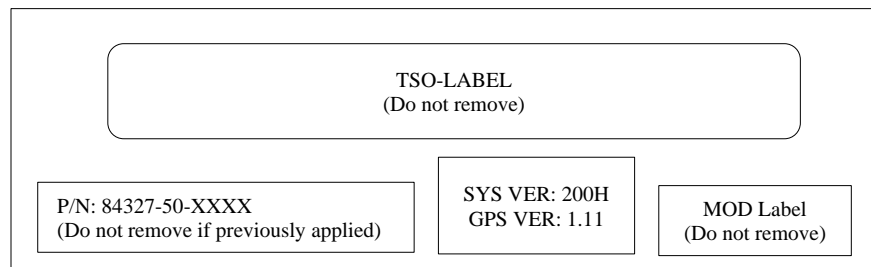 TSO-LABEL
(Do not remove)
P/N: 84327-50-XXXX
(Do not remove if previously applied)
SYS VER: 200H
GPS VER: 1.11
MOD Label
(Do not remove)